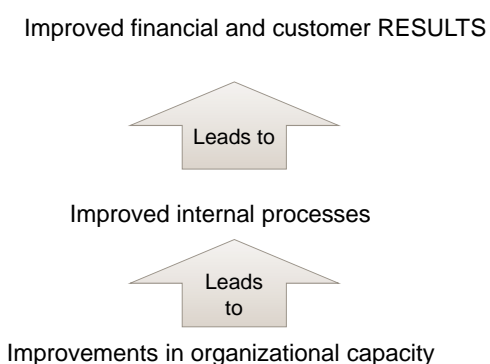 Improved financial and customer RESULTS
Leads to
Improved internal processes
Leads
to
Improvements in organizational capacity